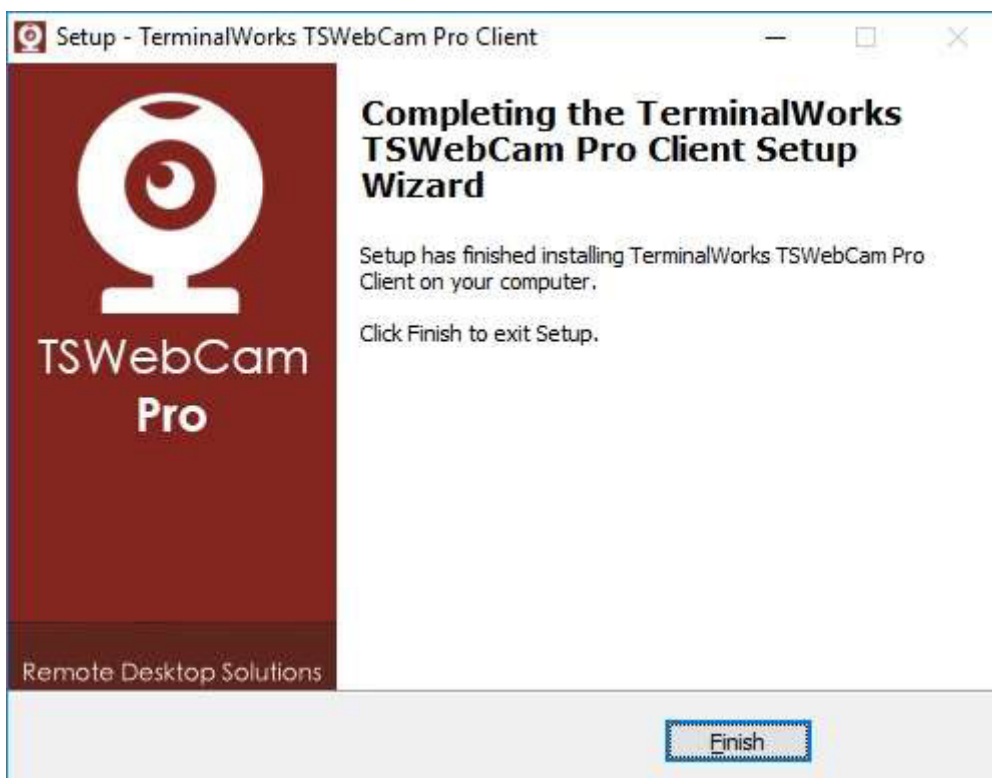 Setup - TerminalWorks TSWebCam Pro Client
Completing the TerminalWorks
TSWebCam Pro Client Setup
Wizard
Setup has finished installing TerminalWorks TSWebCam Pro
Client on your computer.
Click Finish to exit Setup.
TSWebCam
Pro
Remote Desktop Solutions
Finish